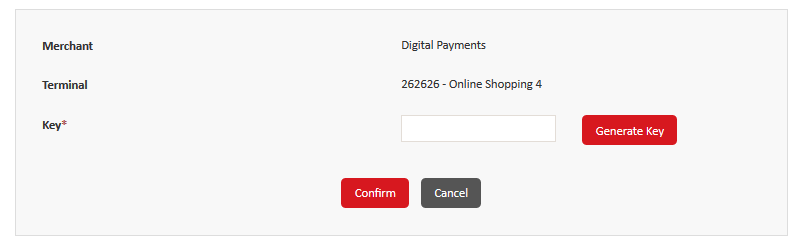 Merchant Digital Payments
Terminal 262626 - Online Shopping 4
Key* Generate Key
Confirm Cancel